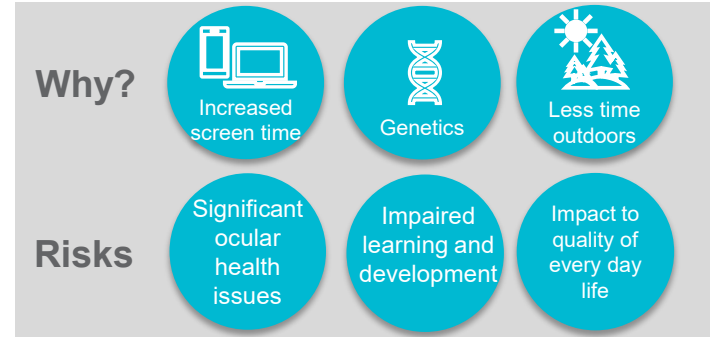 Why?
Increased
screen time
Genetics
Less time
outdoors
Risks
Significant
ocular
health
issues
Impaired
learning and
development
Impact to
quality of
every day
life